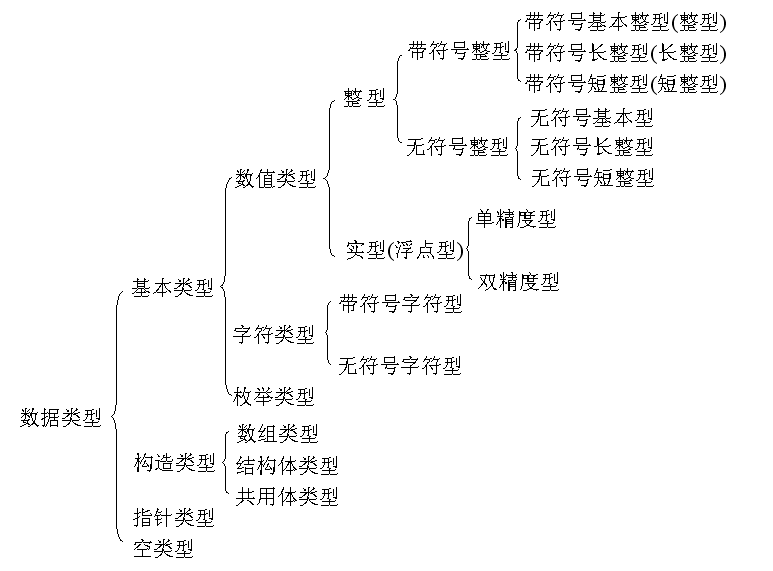 带符号基本整型(整型)
带符号整型
带符号长整型(长整型)
带符号短整型(短整型)
整型
无符号基本型
无符号整型
无符号长整型
无符号短整型
数值类型
单精度型
实型(浮点型)
双精度型
基本类型
带符号字符型
字符类型
无符号字符型
枚举类型
数据类型
数组类型
构造类型
结构体类型
共用体类型
指针类型
空类型